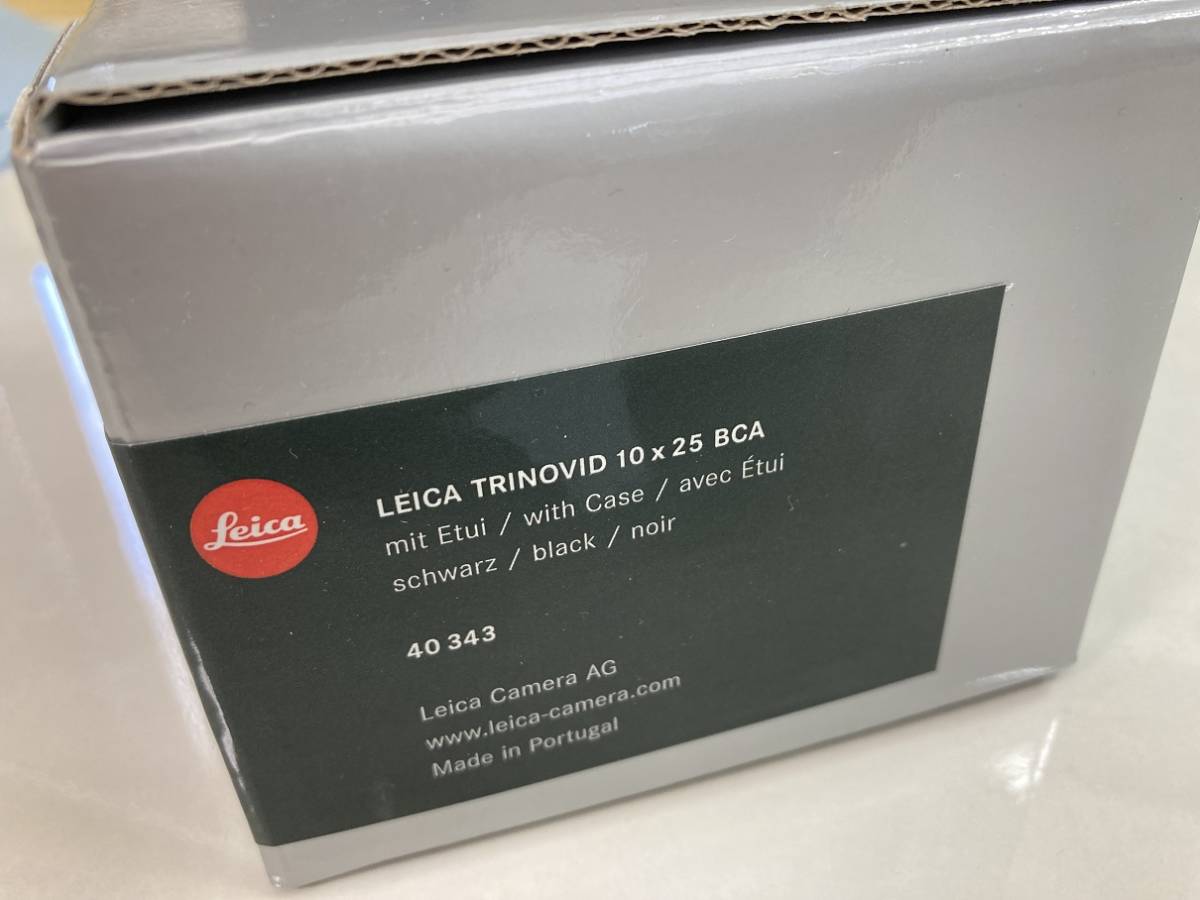 Leica
LEICA TRINOVID 10 x 25 BCA
mit Etui / with Case / avec Étui
schwarz / black / noir
40 343
Leica Camera AG
www.leica-camera.com
Made in Portugal